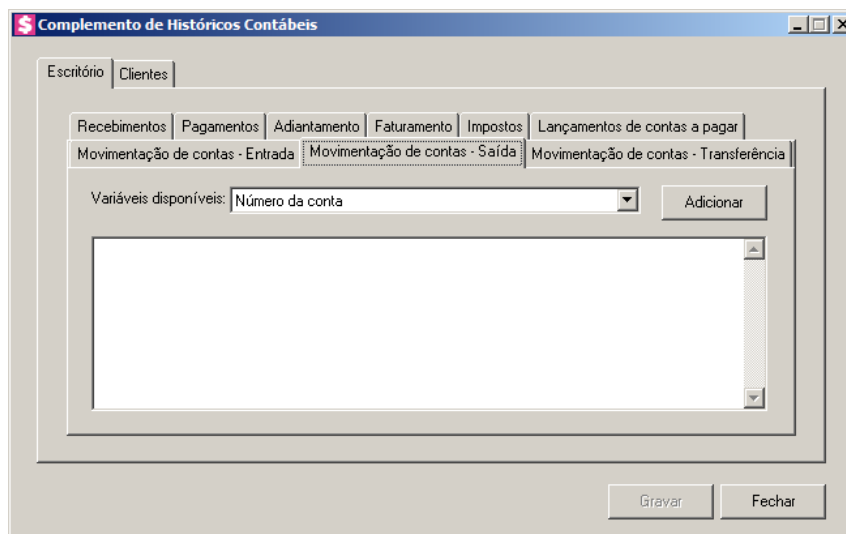 Complemento de Históricos Contábeis
Escritório Clientes
Recebimentos Pagamentos Adiantamento Faturamento Impostos Lançamentos de contas a pagar
Movimentação de contas - Entrada Movimentação de contas - Saída Movimentação de contas - Transferência
Variáveis disponíveis: Número da conta Adicionar
Gravar Fechar